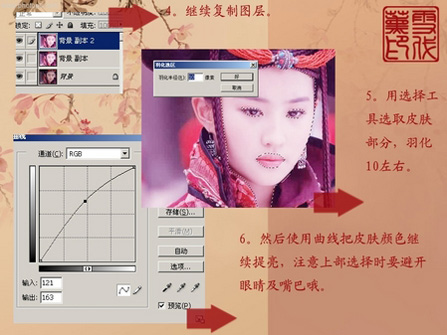 4。继续复制图层。
填充:
背景 副本 2
背景 副本
背景
羽化选区
羽化半径(R):
像素
好
取消
5。用选择工
具选取皮肤
部分，羽化
10左右。
曲线
通道(C):
RGB
存储(S)...
平滑(M)
自动
选项...
输入: 121
输出: 163
预览(P)
6。然后使用曲线把皮肤颜色继
续提亮，注意上部选择时要避开
眼睛及嘴巴哦。